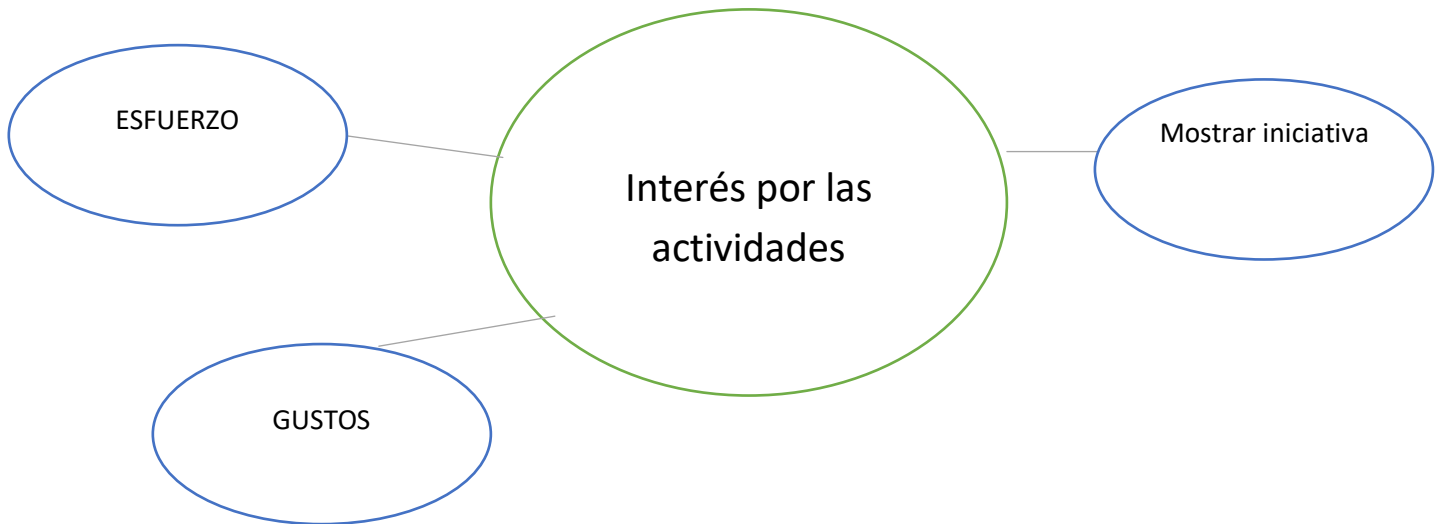 ESFUERZO
Interés por las
actividades
Mostrar iniciativa
GUSTOS